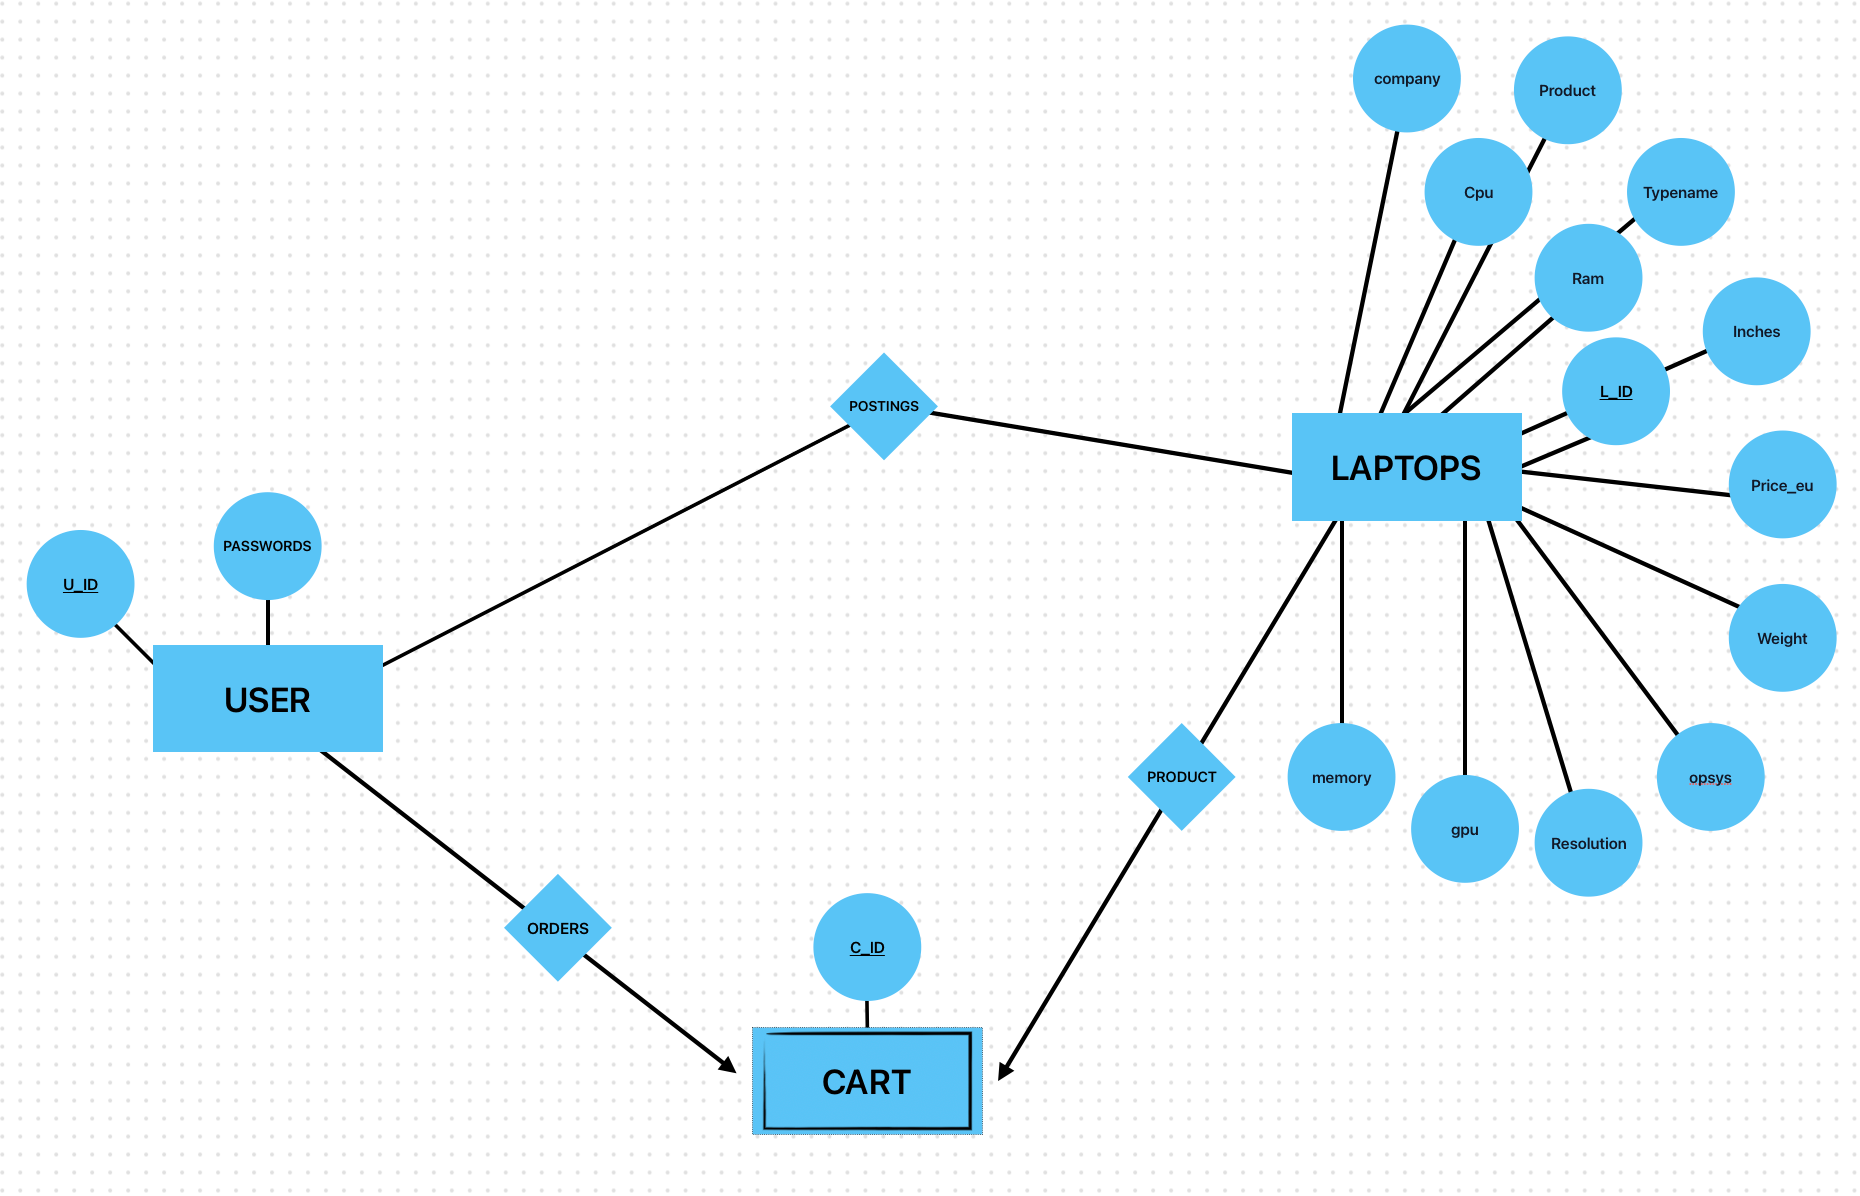 company
Product
Cpu
Typename
Ram
Inches
L_ID
POSTINGS
LAPTOPS
Price_eu
PASSWORDS
U_ID
Weight
USER
PRODUCT
memory
opsys
gpu
Resolution
ORDERS
C_ID
CART